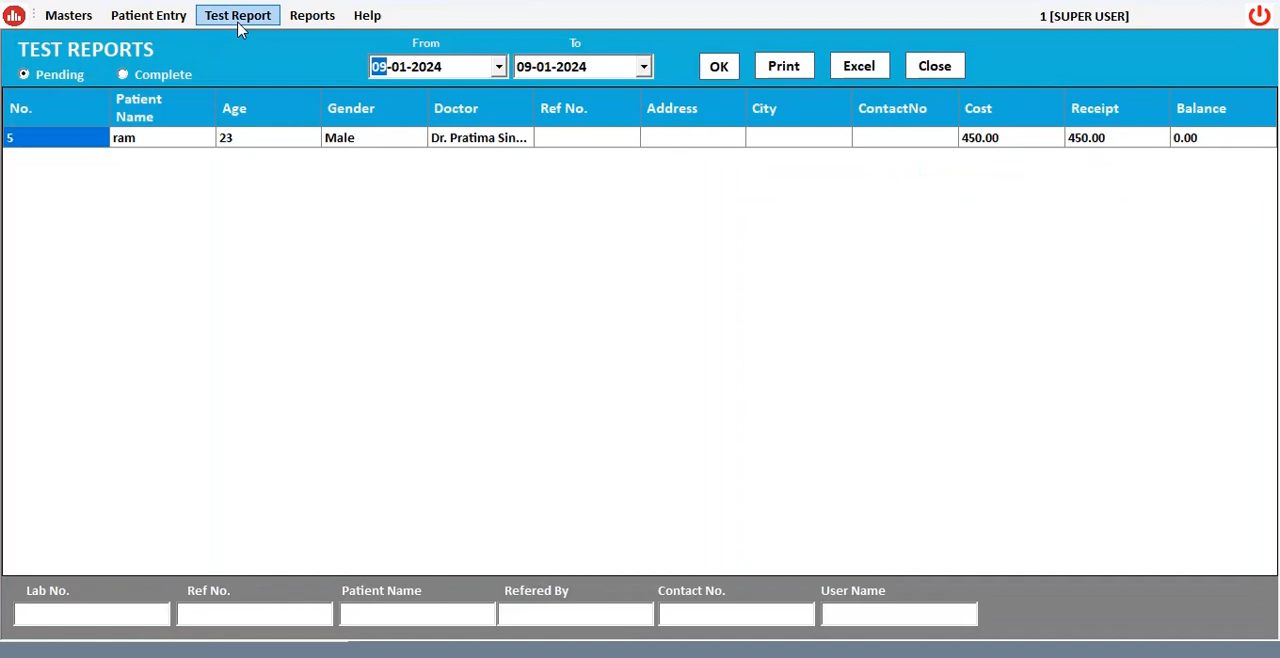 Masters Patient Entry Test Report Reports Help 1 [SUPER USER]
TEST REPORTS
From To
Pending Complete
09-01-2024 09-01-2024 OK Print Excel Close
No. Patient Name Age Gender Doctor Ref No. Address City ContactNo Cost Receipt Balance
5 ram 23 Male Dr. Pratima Sin... 450.00 450.00 0.00
Lab No. Ref No. Patient Name Refered By Contact No. User Name